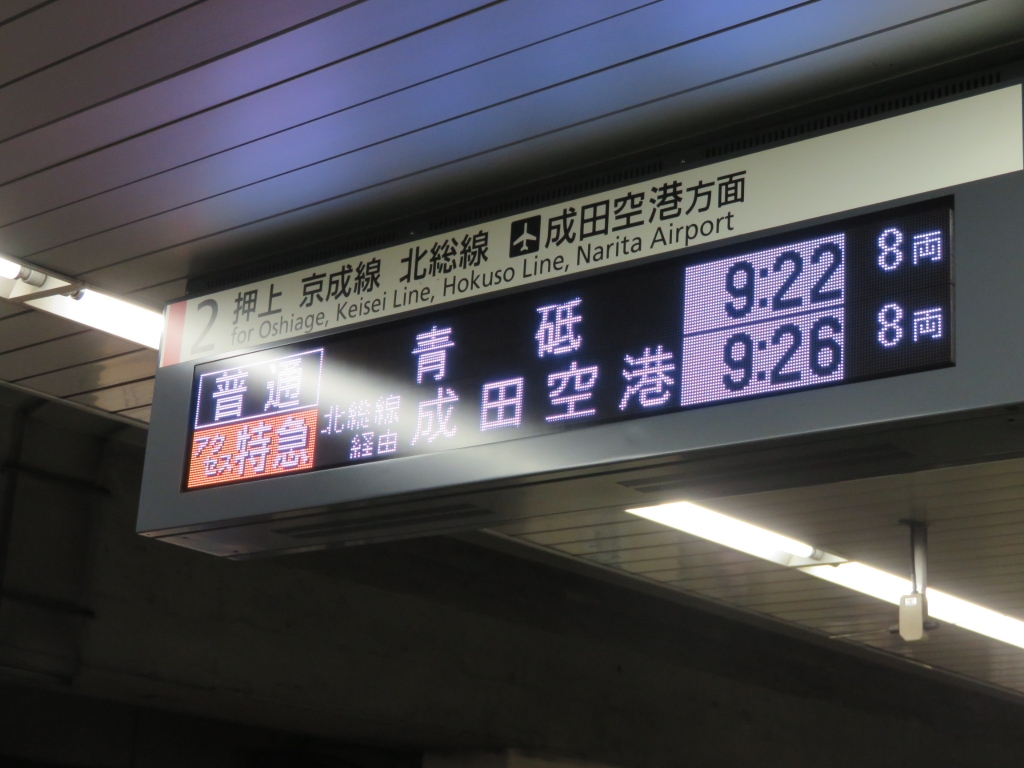 2 押上 京成線 北総線 成田空港方面
for Oshiage, Keisei Line, Hokuso Line, Narita Airport
普通 青砥 9:22 8両
アクセス特急 北総線経由 成田空港 9:26 8両